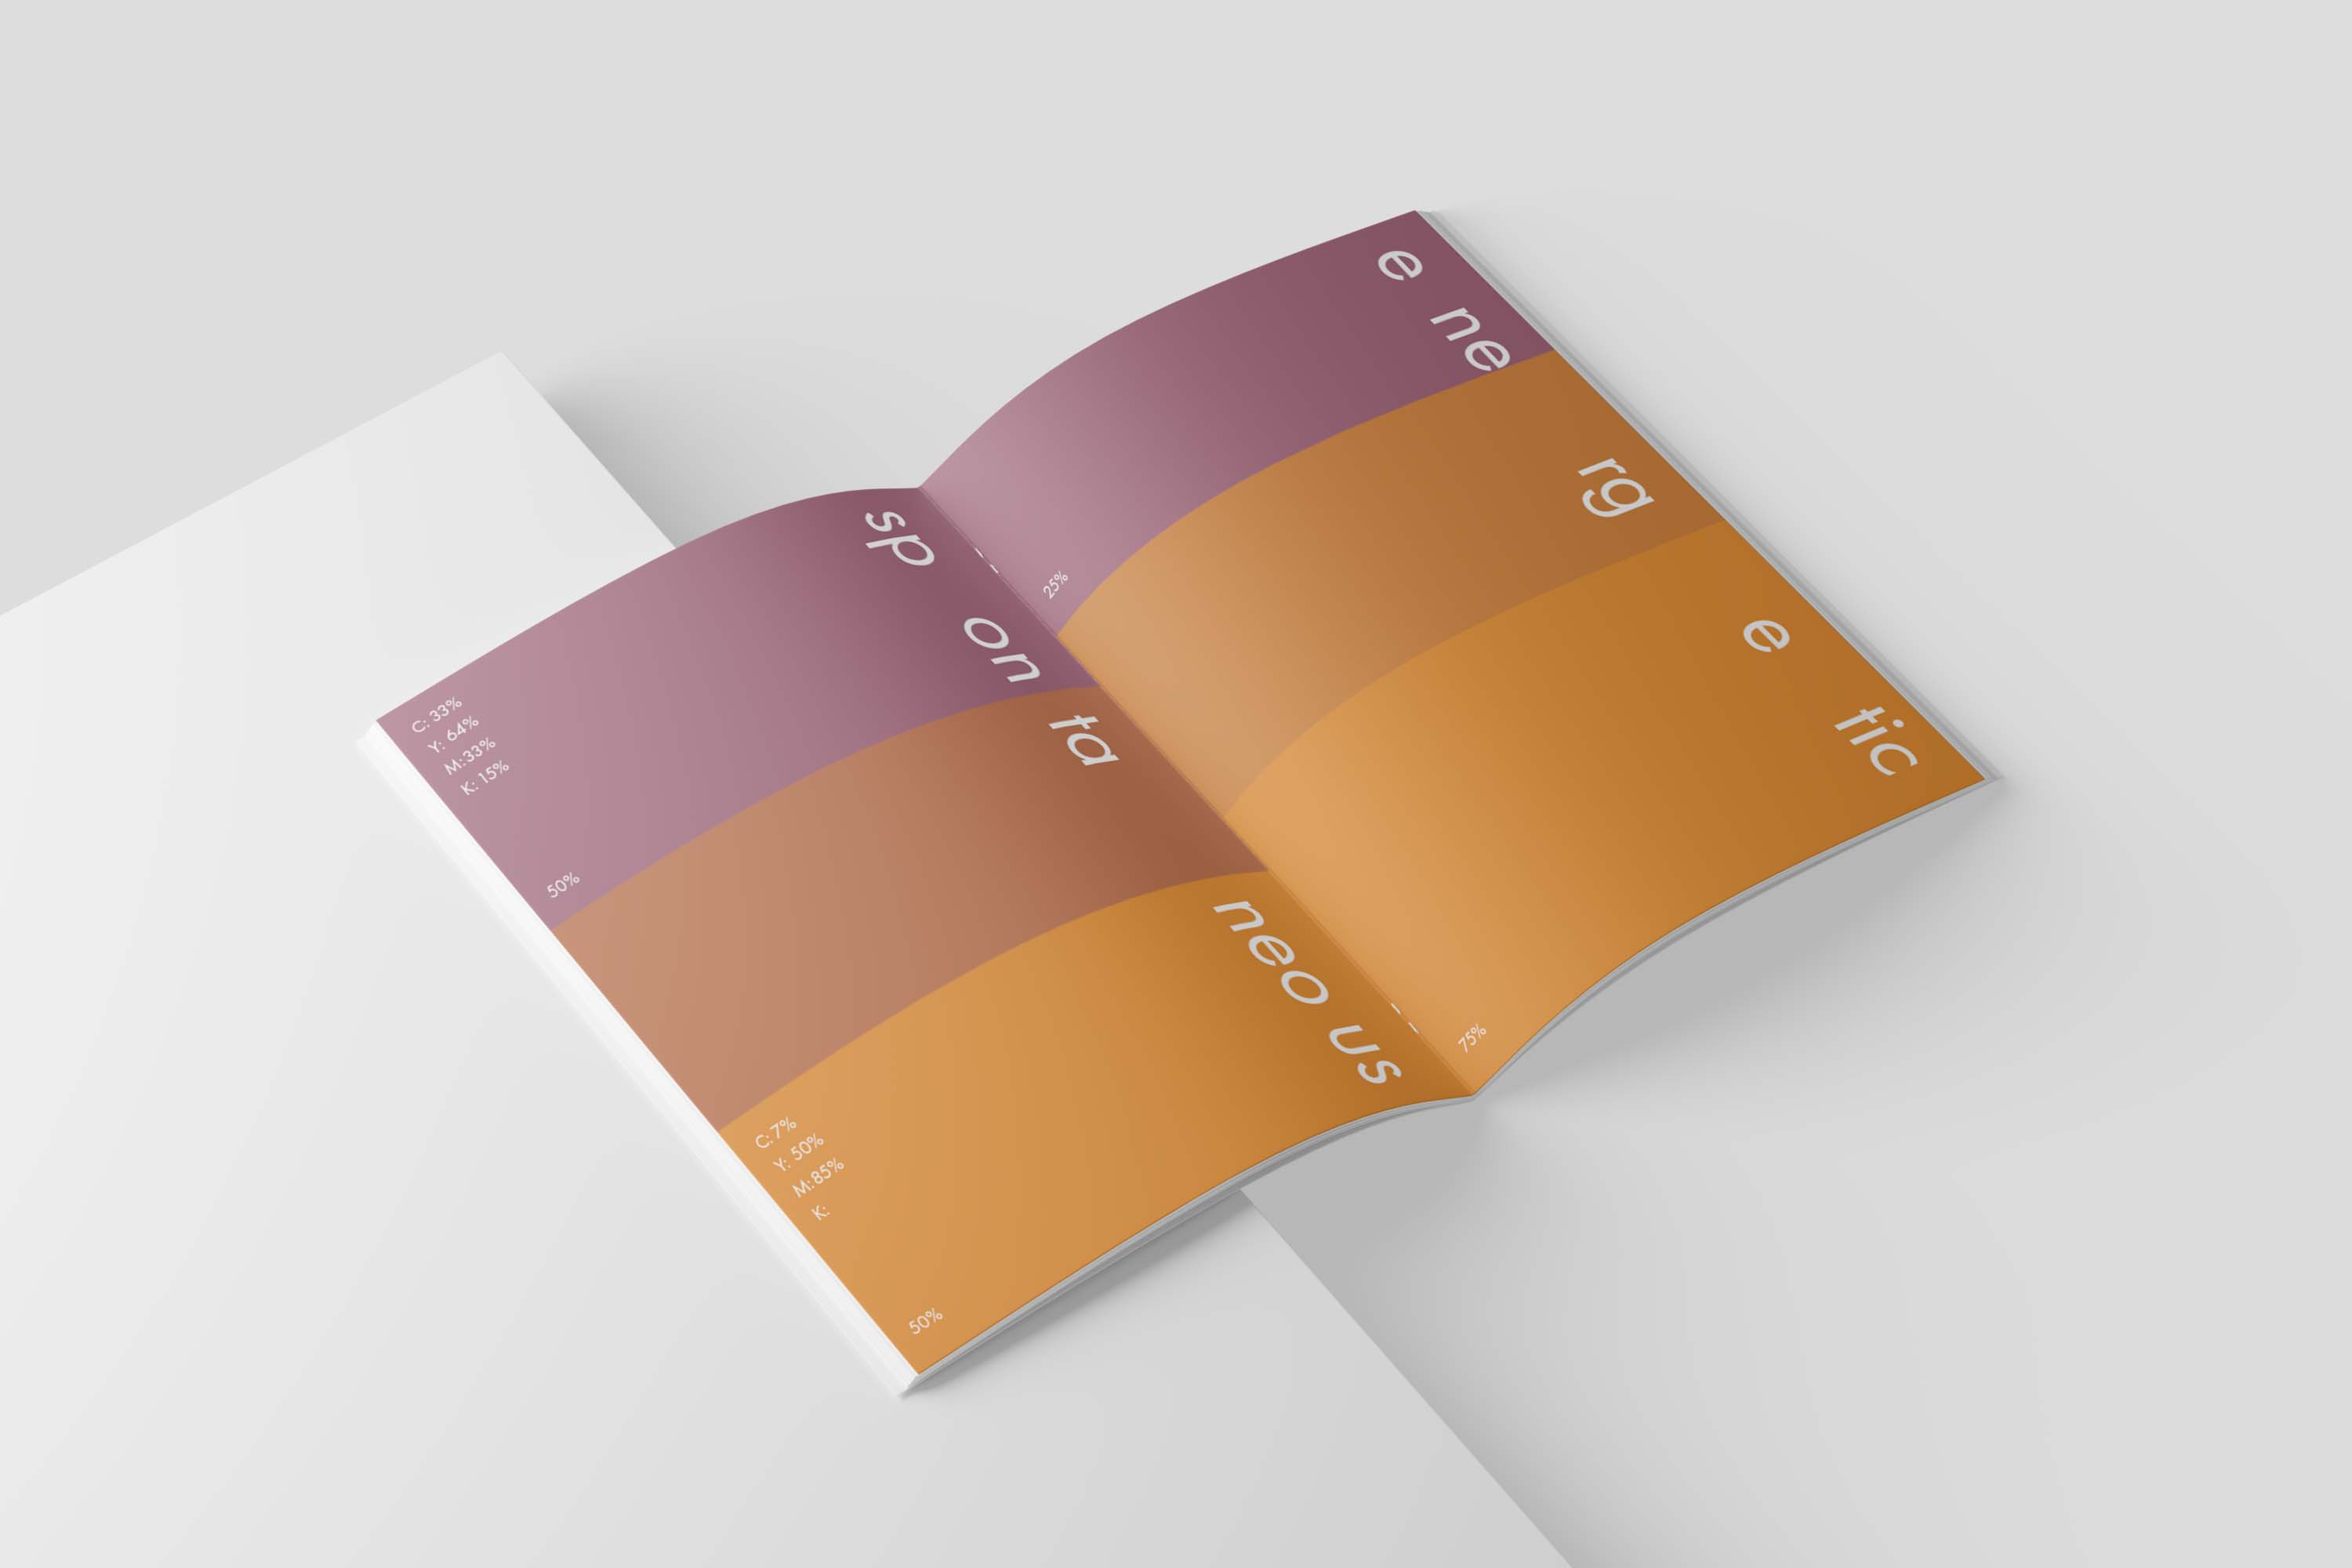 C: 33%
Y: 64%
M:33%
K: 15%
50%
sp on ta neo us
C:7%
Y: 50%
M:85%
K:
50%
e ne rg e tic
25%
75%